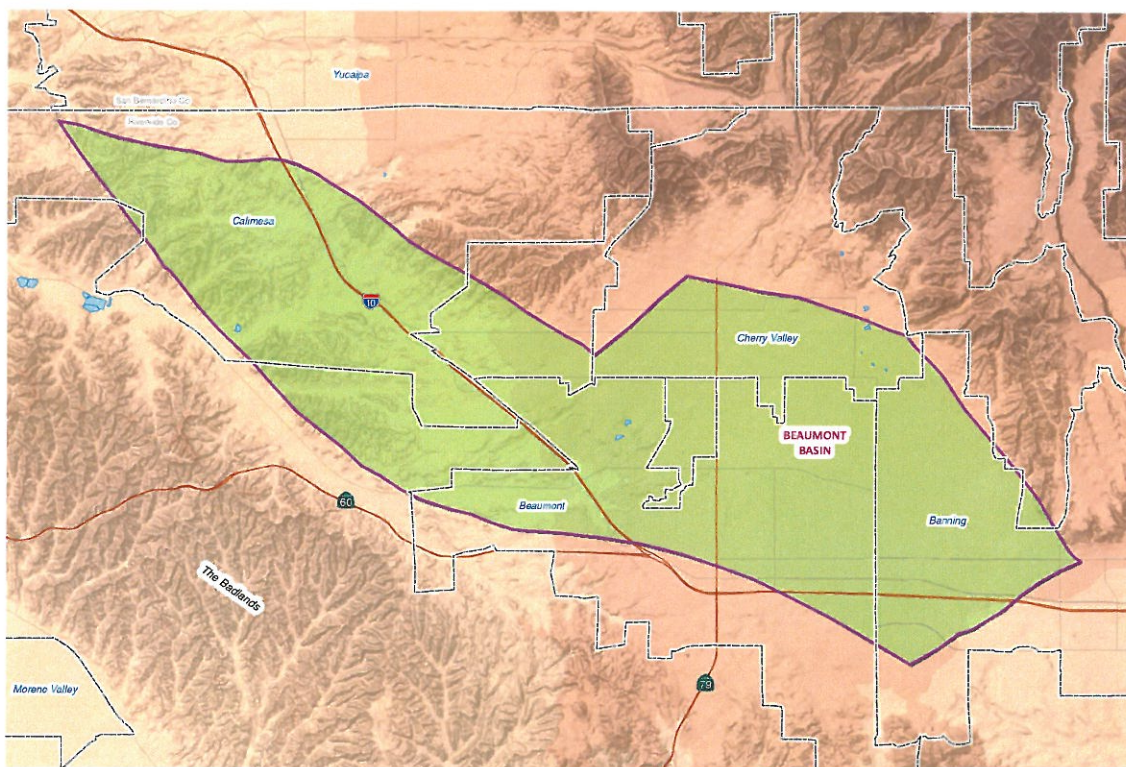 Yucaipa
San Bernardino Co
Riverside Co
Calimesa
10
Cherry Valley
BEAUMONT
BASIN
60
Beaumont
Banning
The Badlands
Moreno Valley
79